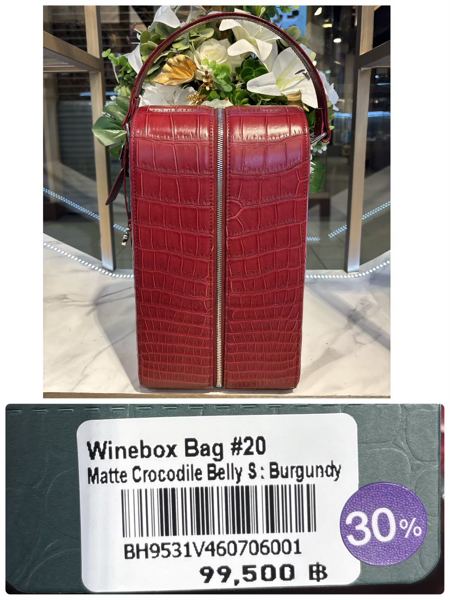 Winebox Bag #20
Matte Crocodile Belly S : Burgundy
BH9531V460706001
99,500 ฿
30%